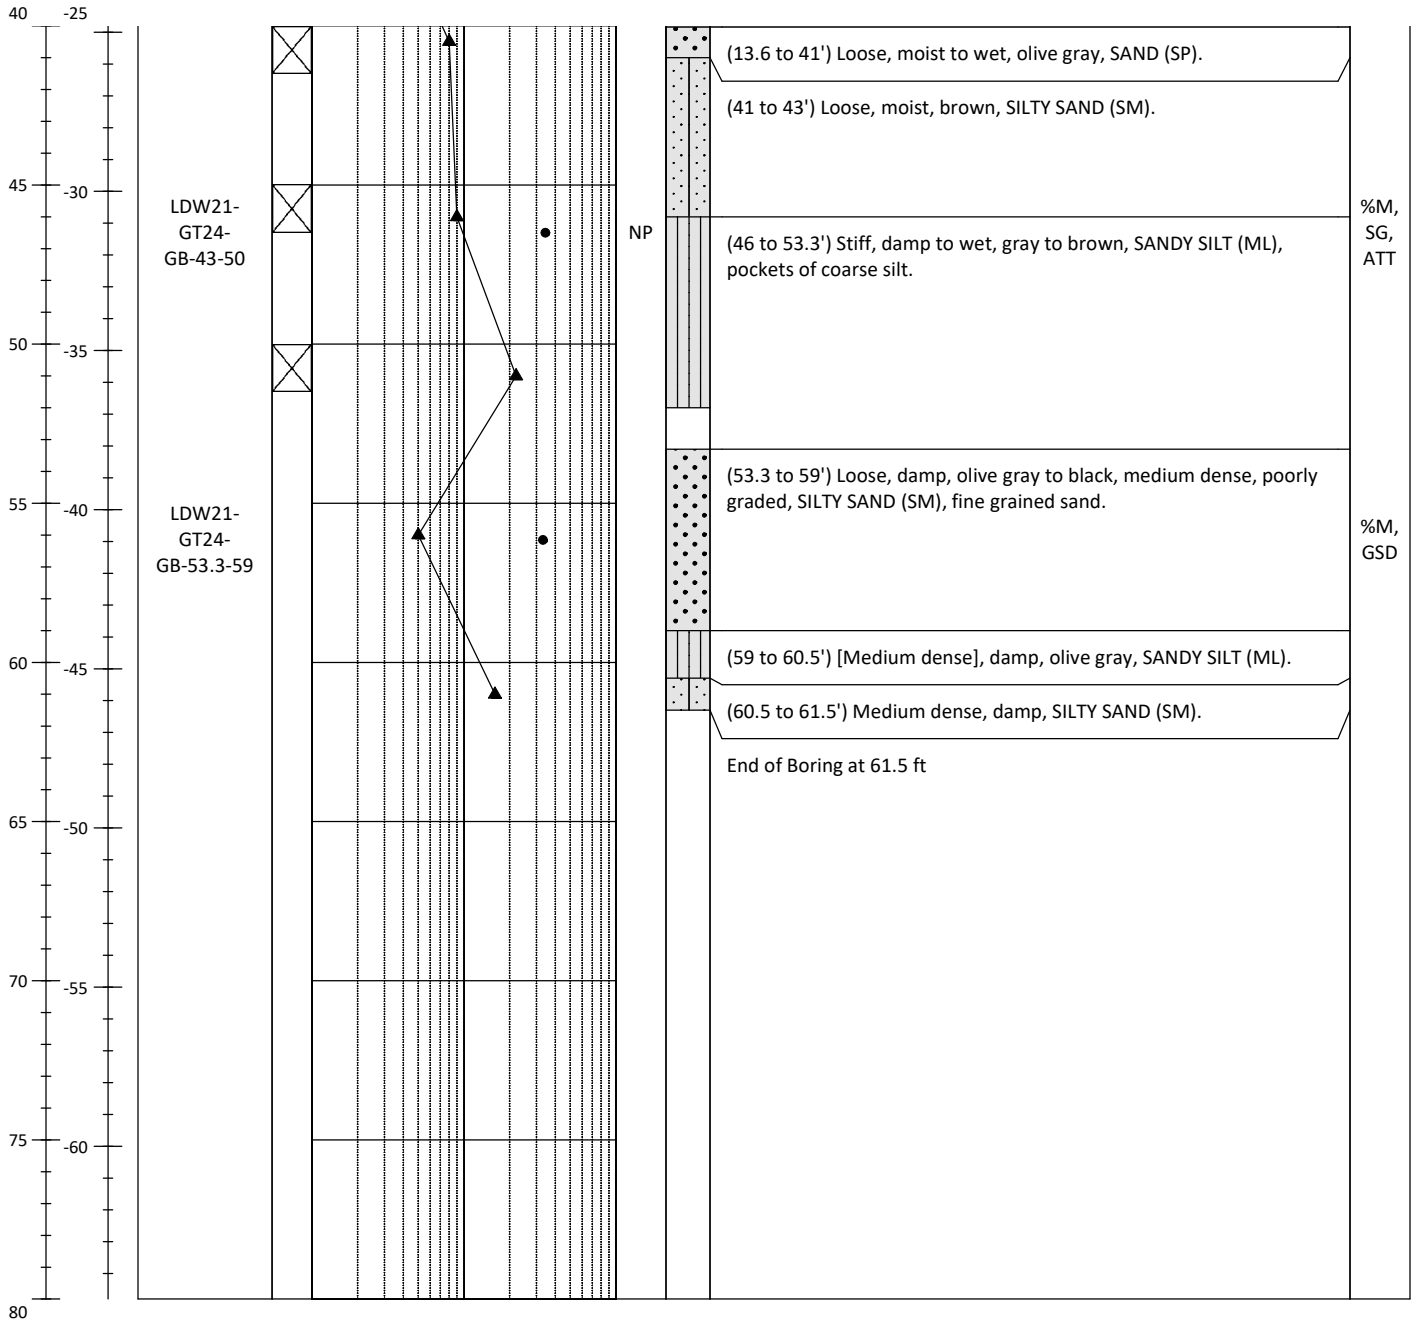 40
-25
(13.6 to 41') Loose, moist to wet, olive gray, SAND (SP).
(41 to 43') Loose, moist, brown, SILTY SAND (SM).
45
-30
LDW21-
GT24-
GB-43-50
NP
(46 to 53.3') Stiff, damp to wet, gray to brown, SANDY SILT (ML),
pockets of coarse silt.
%M,
SG,
ATT
50
-35
(53.3 to 59') Loose, damp, olive gray to black, medium dense, poorly
graded, SILTY SAND (SM), fine grained sand.
55
-40
LDW21-
GT24-
GB-53.3-59
%M,
GSD
60
-45
(59 to 60.5') [Medium dense], damp, olive gray, SANDY SILT (ML).
(60.5 to 61.5') Medium dense, damp, SILTY SAND (SM).
End of Boring at 61.5 ft
65
-50
70
-55
75
-60
80